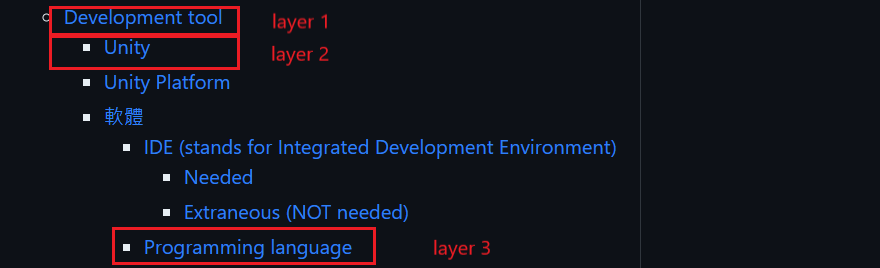 Development tool layer 1
Unity layer 2
Unity Platform
軟體
IDE (stands for Integrated Development Environment)
Needed
Extraneous (NOT needed)
Programming language layer 3